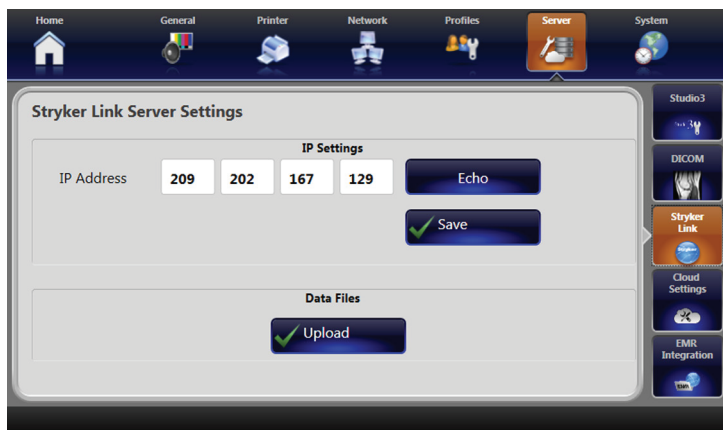 Home General Printer Network Profiles Server System
Stryker Link Server Settings
IP Settings
IP Address 209 202 167 129 Echo
Save
Data Files
Upload
Studio3
DICOM
Stryker
Link
Cloud
Settings
EMR
Integration